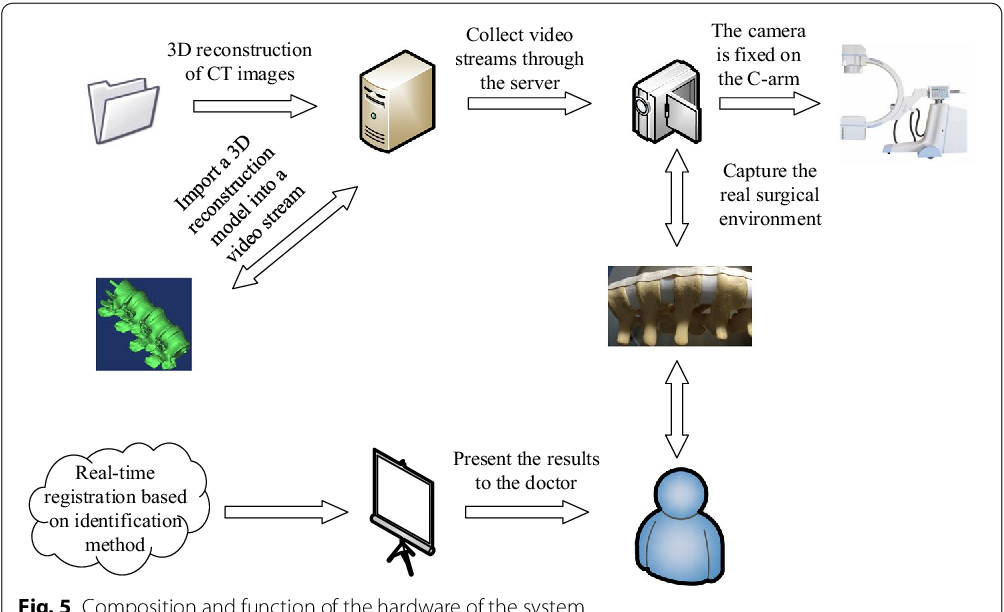 3D reconstruction
of CT images
Collect video
streams through
the server
The camera
is fixed on
the C-arm
Import a 3D
reconstruction
model into a
video stream
Capture the
real surgical
environment
Real-time
registration based
on identification
method
Present the results
to the doctor
Fig. 5 Composition and function of the hardware of the system